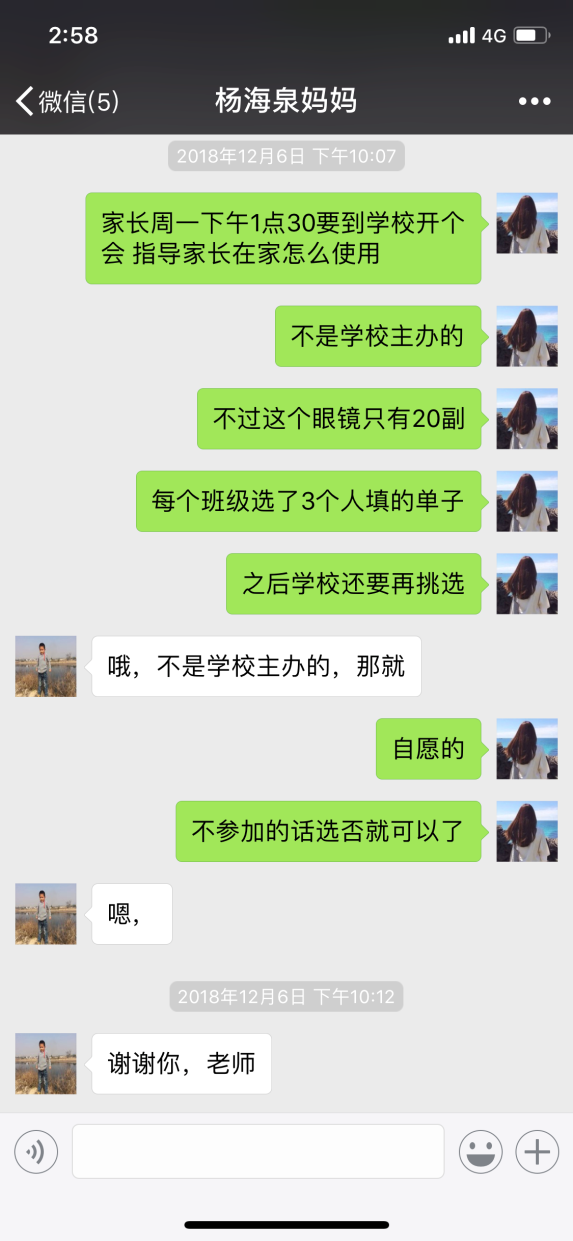 2:58
4G
微信(5)
杨海泉妈妈
2018年12月6日 下午10:07
家长周一下午1点30要到学校开个
会 指导家长在家怎么使用
不是学校主办的
不过这个眼镜只有20副
每个班级选了3个人填的单子
之后学校还要再挑选
哦，不是学校主办的，那就
自愿的
不参加的话选否就可以了
嗯，
2018年12月6日 下午10:12
谢谢你，老师